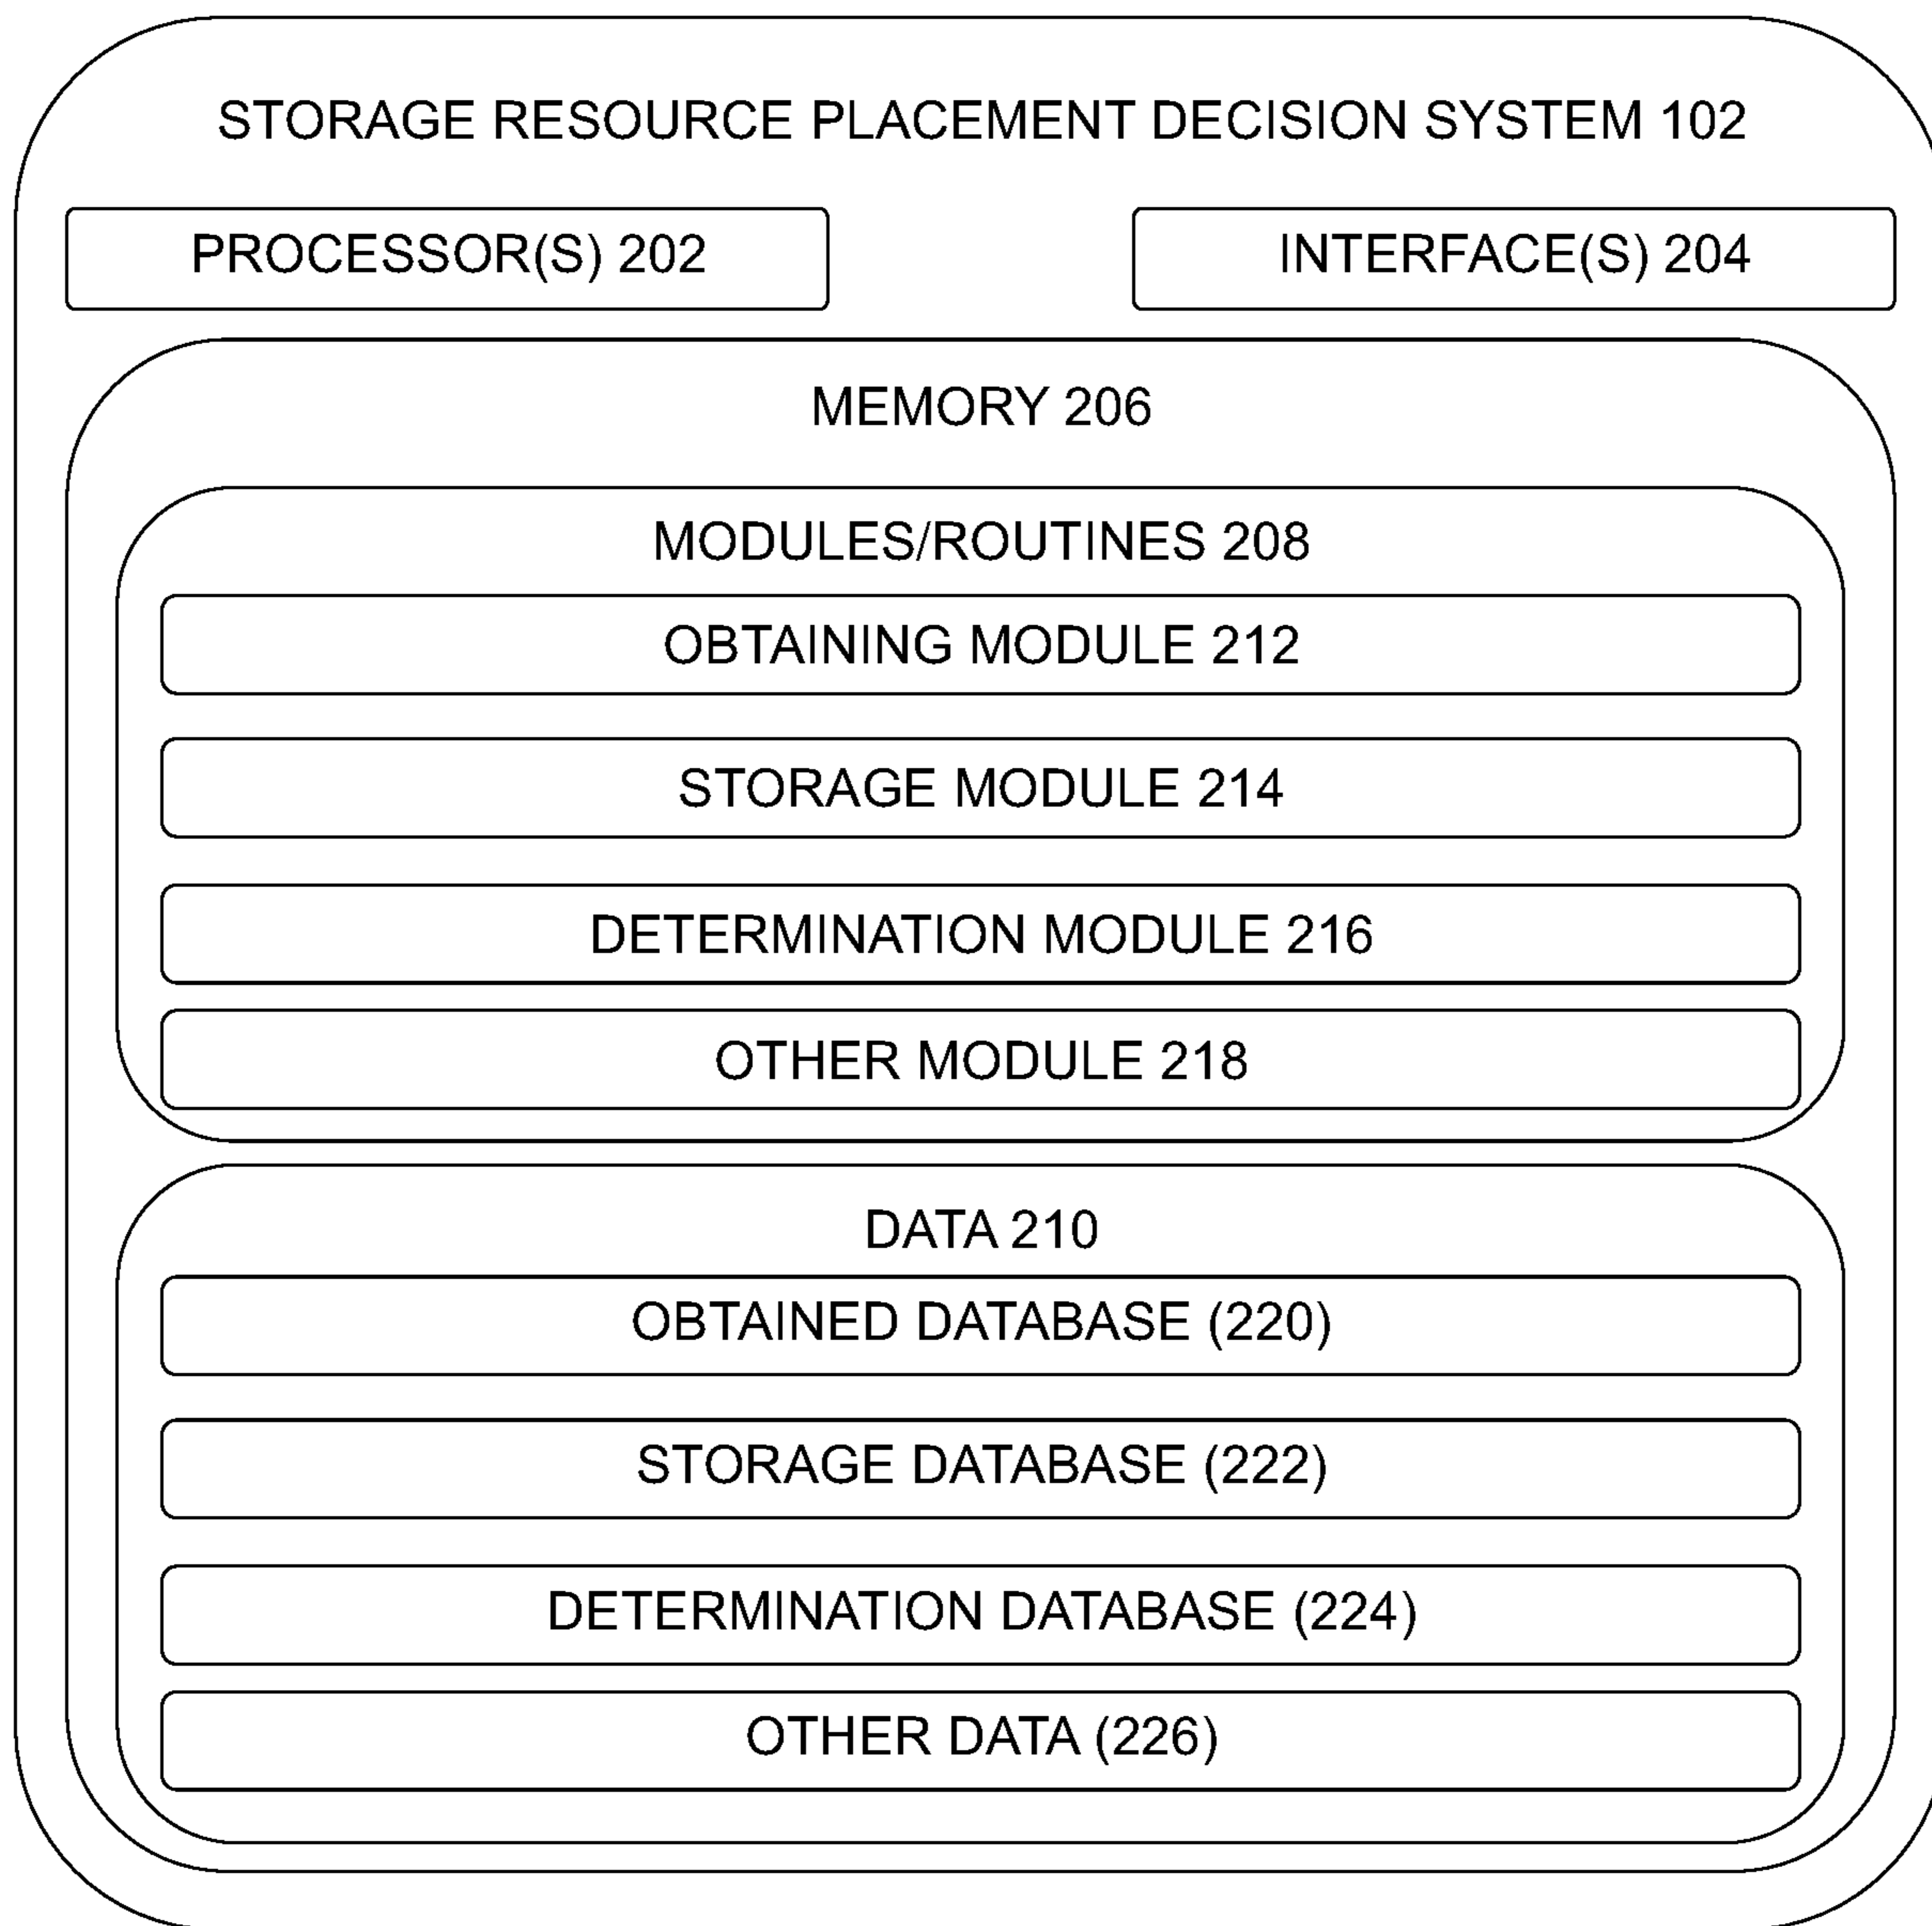 STORAGE RESOURCE PLACEMENT DECISION SYSTEM 102
PROCESSOR(S) 202
INTERFACE(S) 204
MEMORY 206
MODULES/ROUTINES 208
OBTAINING MODULE 212
STORAGE MODULE 214
DETERMINATION MODULE 216
OTHER MODULE 218
DATA 210
OBTAINED DATABASE (220)
STORAGE DATABASE (222)
DETERMINATION DATABASE (224)
OTHER DATA (226)